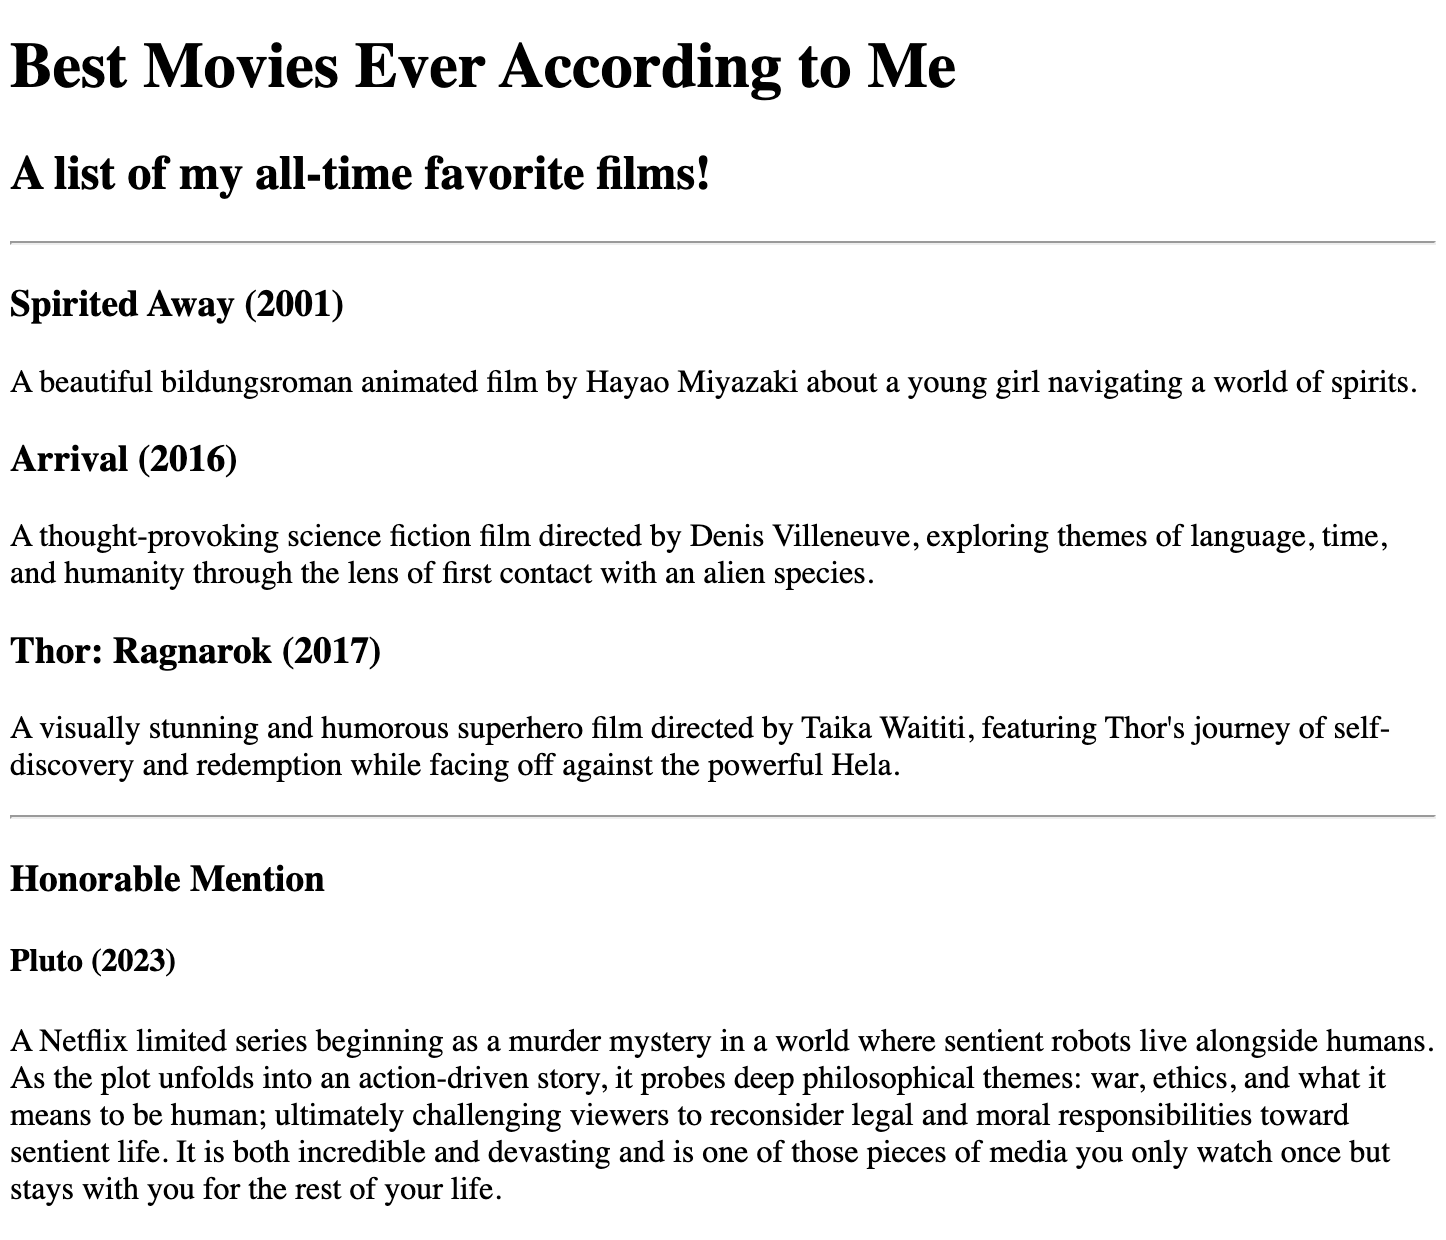 Best Movies Ever According to Me
A list of my all-time favorite films!
Spirited Away (2001)
A beautiful bildungsroman animated film by Hayao Miyazaki about a young girl navigating a world of spirits.
Arrival (2016)
A thought-provoking science fiction film directed by Denis Villeneuve, exploring themes of language, time,
and humanity through the lens of first contact with an alien species.
Thor: Ragnarok (2017)
A visually stunning and humorous superhero film directed by Taika Waititi, featuring Thor's journey of self-
discovery and redemption while facing off against the powerful Hela.
Honorable Mention
Pluto (2023)
A Netflix limited series beginning as a murder mystery in a world where sentient robots live alongside humans.
As the plot unfolds into an action-driven story, it probes deep philosophical themes: war, ethics, and what it
means to be human; ultimately challenging viewers to reconsider legal and moral responsibilities toward
sentient life. It is both incredible and devasting and is one of those pieces of media you only watch once but
stays with you for the rest of your life.